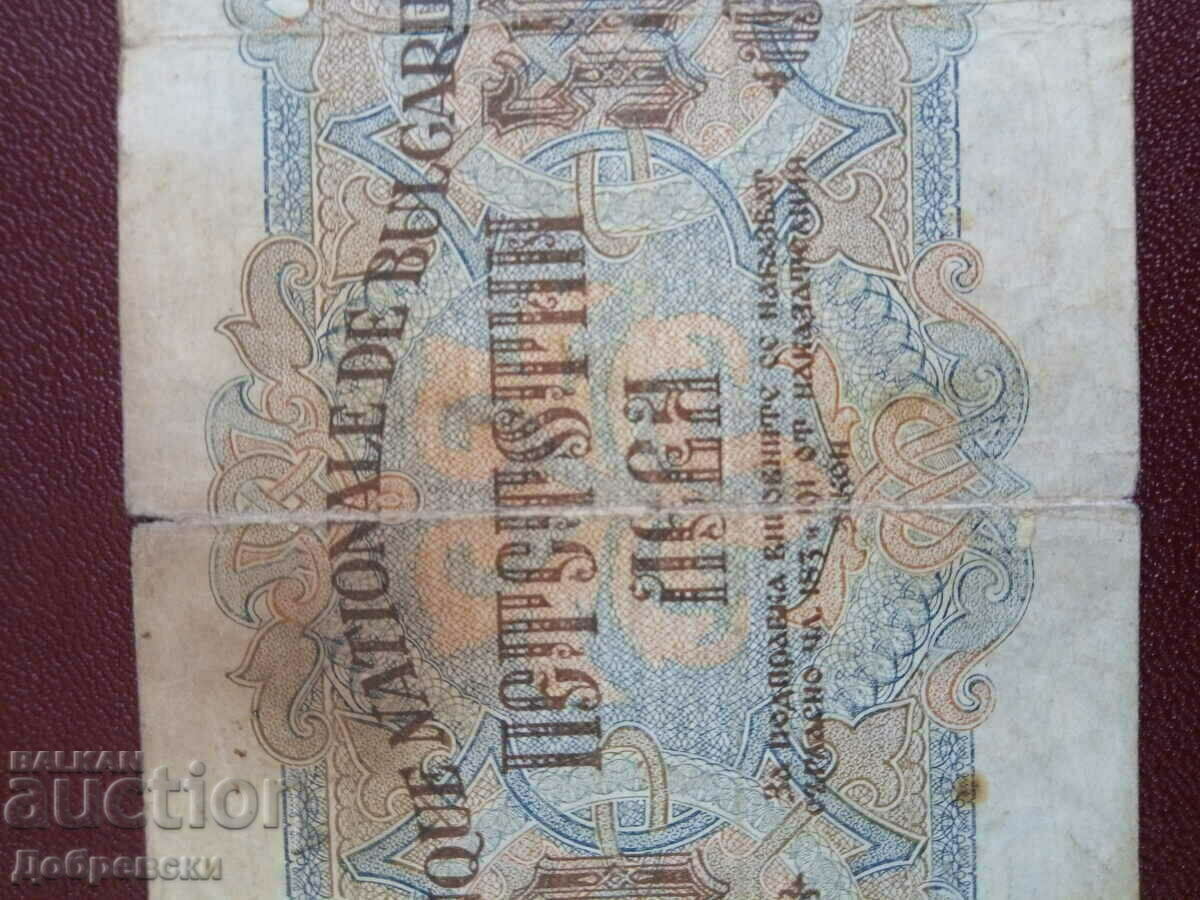 QUE NATIONALE DE BULGARI
ПЕТСТОТИН
ЛЕВА
За подправка виновните се наказват
съгласно чл. 183 и 191 от наказателния
закон
BALKAN
auction
Добревски